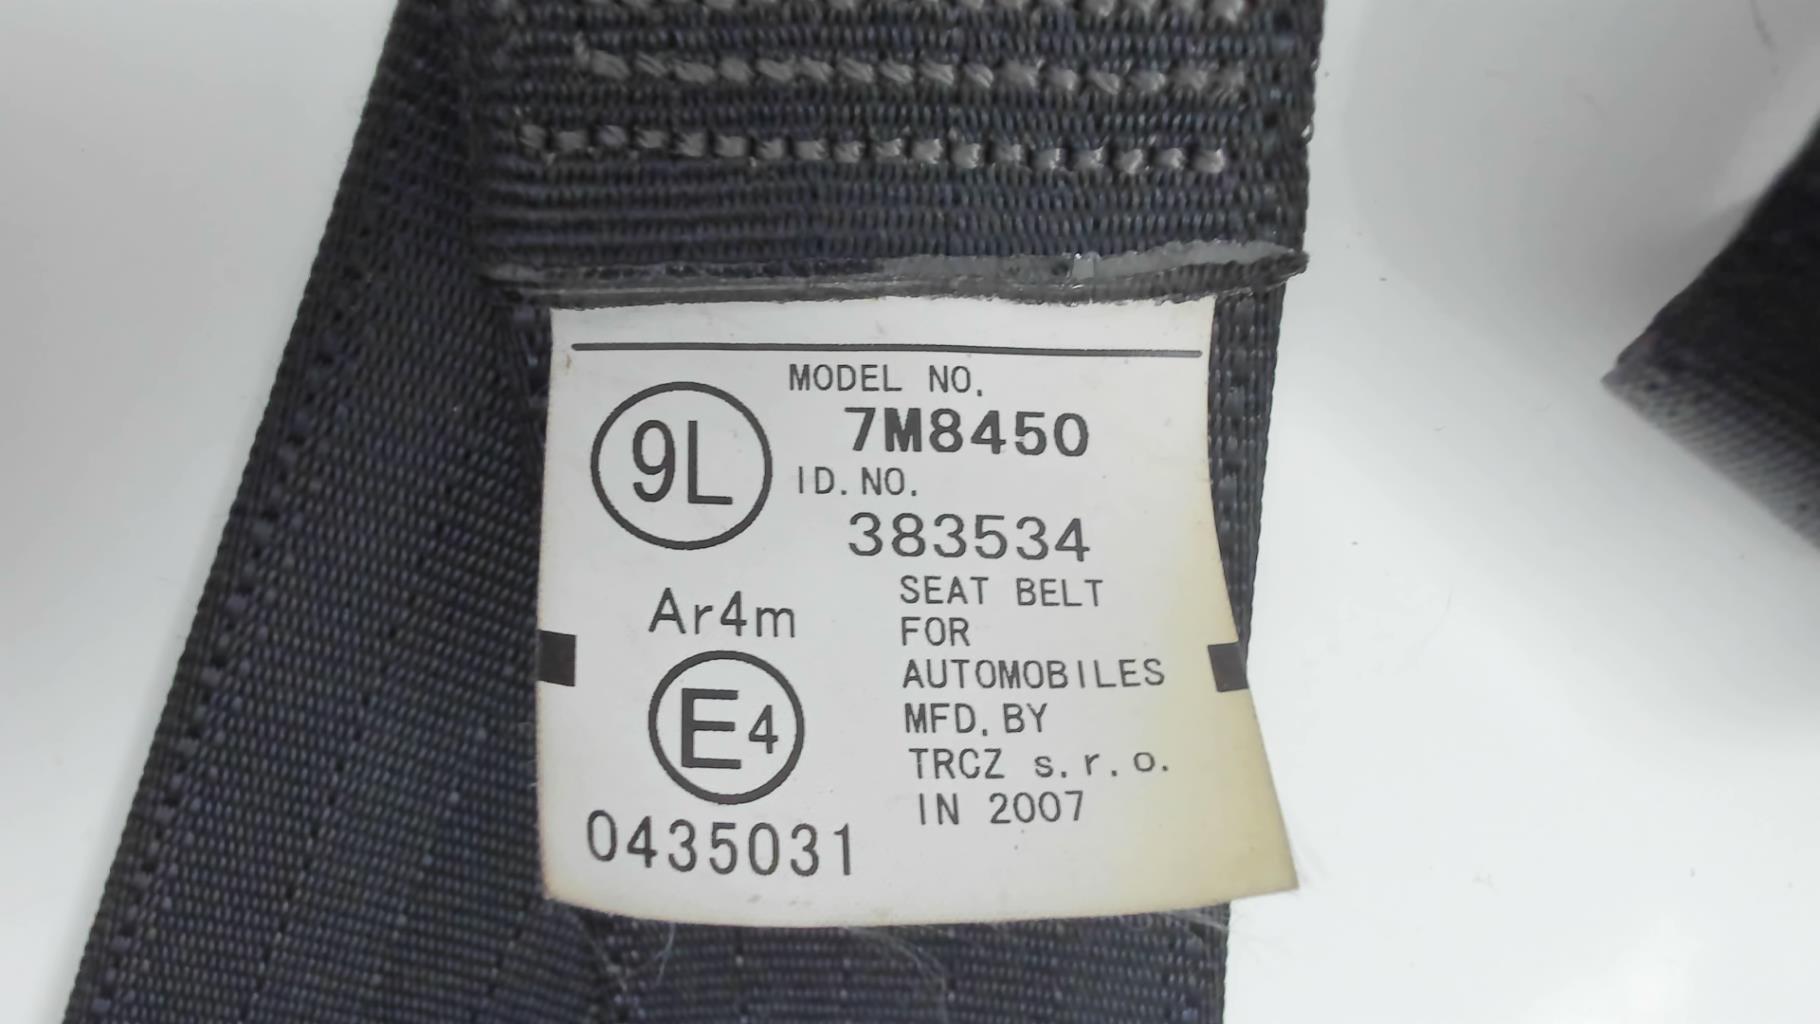 MODEL NO.
7M8450
9L
ID. NO.
383534
Ar4m
SEAT BELT
FOR
AUTOMOBILES
E4
MFD. BY
TRCZ s.r.o.
IN 2007
0435031